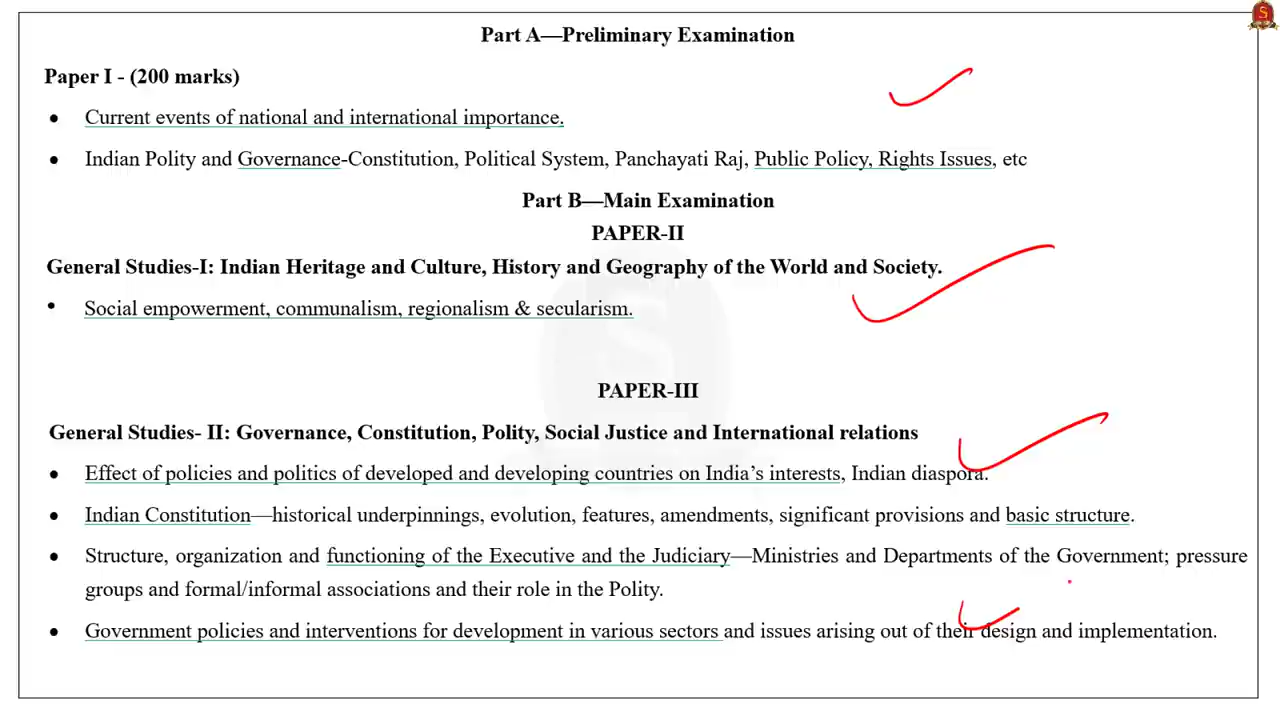 Part A—Preliminary Examination
Paper I - (200 marks)
• Current events of national and international importance.
• Indian Polity and Governance-Constitution, Political System, Panchayati Raj, Public Policy, Rights Issues, etc
Part B—Main Examination
PAPER-II
General Studies-I: Indian Heritage and Culture, History and Geography of the World and Society.
• Social empowerment, communalism, regionalism & secularism.
PAPER-III
General Studies- II: Governance, Constitution, Polity, Social Justice and International relations
• Effect of policies and politics of developed and developing countries on India's interests, Indian diaspora.
• Indian Constitution—historical underpinnings, evolution, features, amendments, significant provisions and basic structure.
• Structure, organization and functioning of the Executive and the Judiciary—Ministries and Departments of the Government; pressure
groups and formal/informal associations and their role in the Polity.
• Government policies and interventions for development in various sectors and issues arising out of their design and implementation.
S